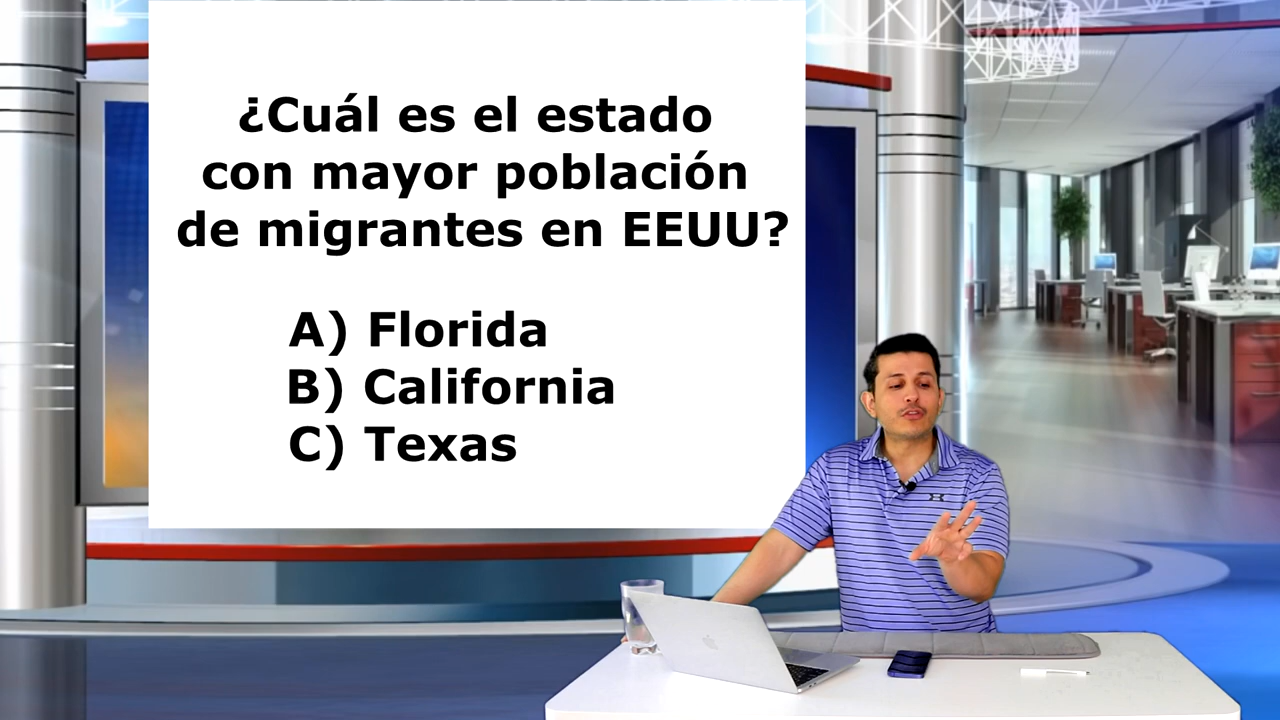 ¿Cuál es el estado
con mayor población
de migrantes en EEUU?
A) Florida
B) California
C) Texas